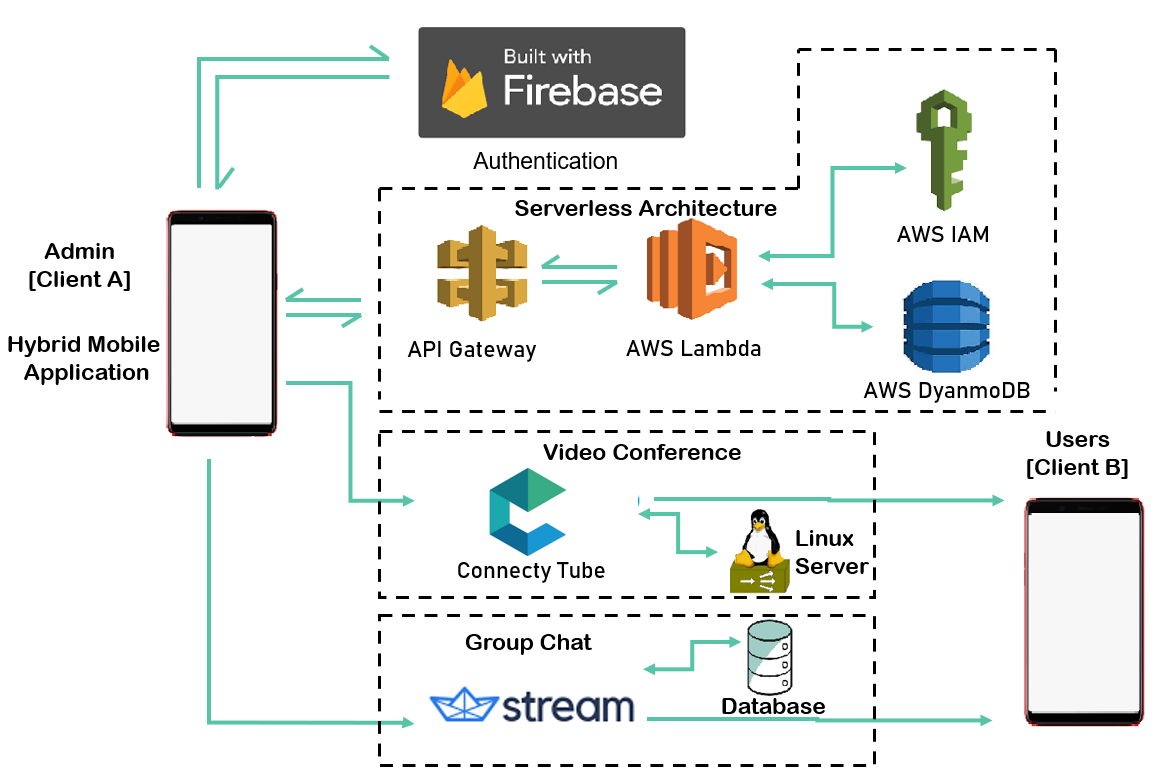 Built with
Firebase
Authentication
Serverless Architecture
AWS IAM
Admin
[Client A]
Hybrid Mobile
Application
API Gateway
AWS Lambda
AWS DyanmoDB
Video Conference
Users
[Client B]
Linux
Server
Connecty Tube
Group Chat
stream
Database